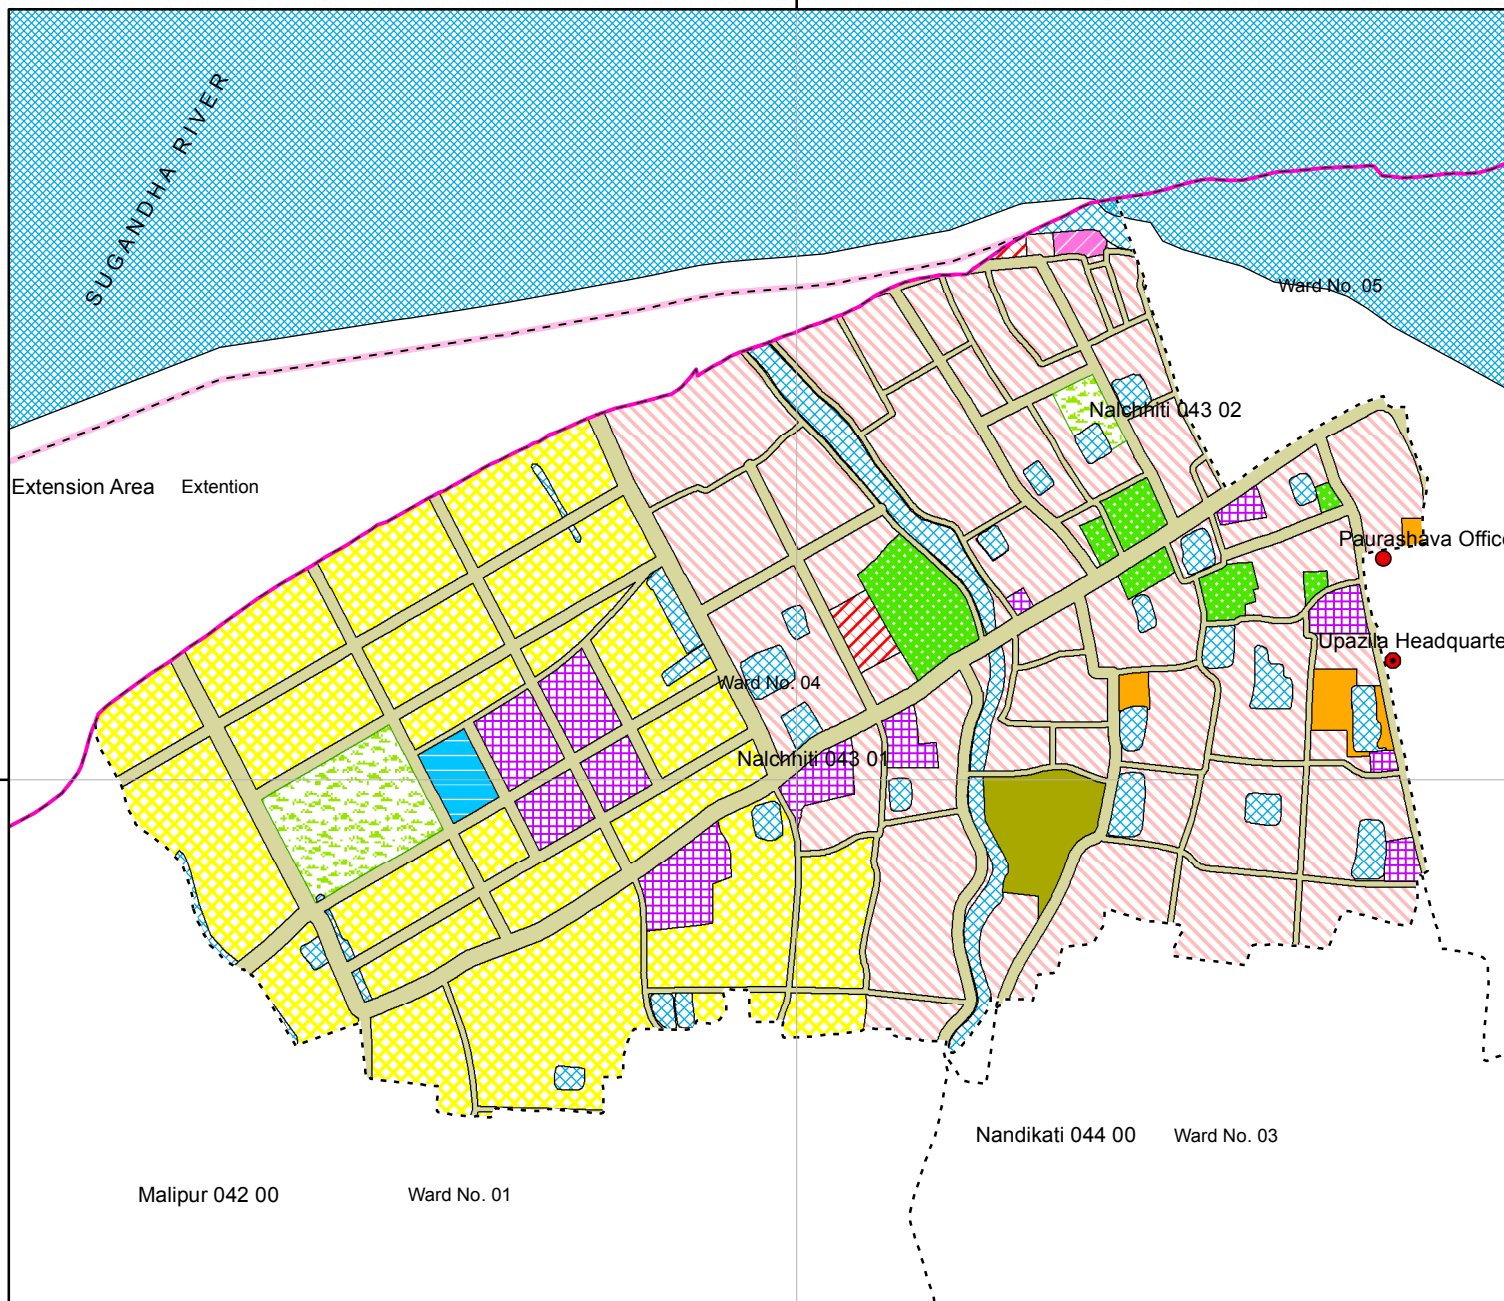 SUGANDHA RIVER
Ward No. 05
Nalchhiti 043 02
Extension Area
Extention
Paurashava Office
Upazila Headquarte
Ward No. 04
Nalchhiti 043 01
Nandikati 044 00
Ward No. 03
Malipur 042 00
Ward No. 01